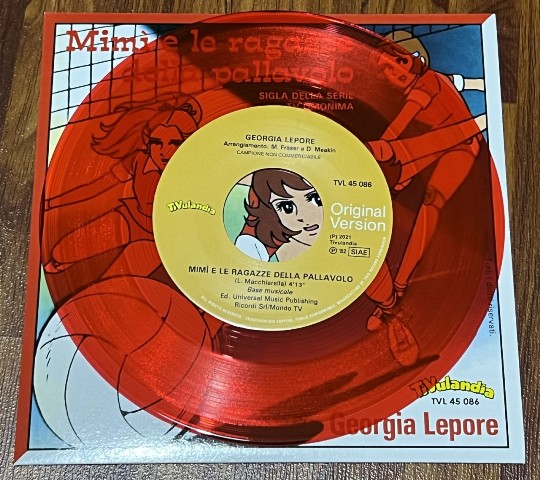 Mimì e le ragazze
della pallavolo
SIGLA DELLA SERIE
GEORGIA LEPORE
Arrangiamento: M. Fraser e D. Meakin
CAMPIONE NON COMMERCIABILE
TVL 45 086
TiVulandia
Original
Version
(P) 2021
Tivulandia
(P) '82 SIAE
MIMÌ E LE RAGAZZE DELLA PALLAVOLO
(L. Macchiarella) 4'13"
Base musicale
Ed. Universal Music Publishing
Ricordi Srl/Mondo TV
TiVulandia
TVL 45 086
Georgia Lepore